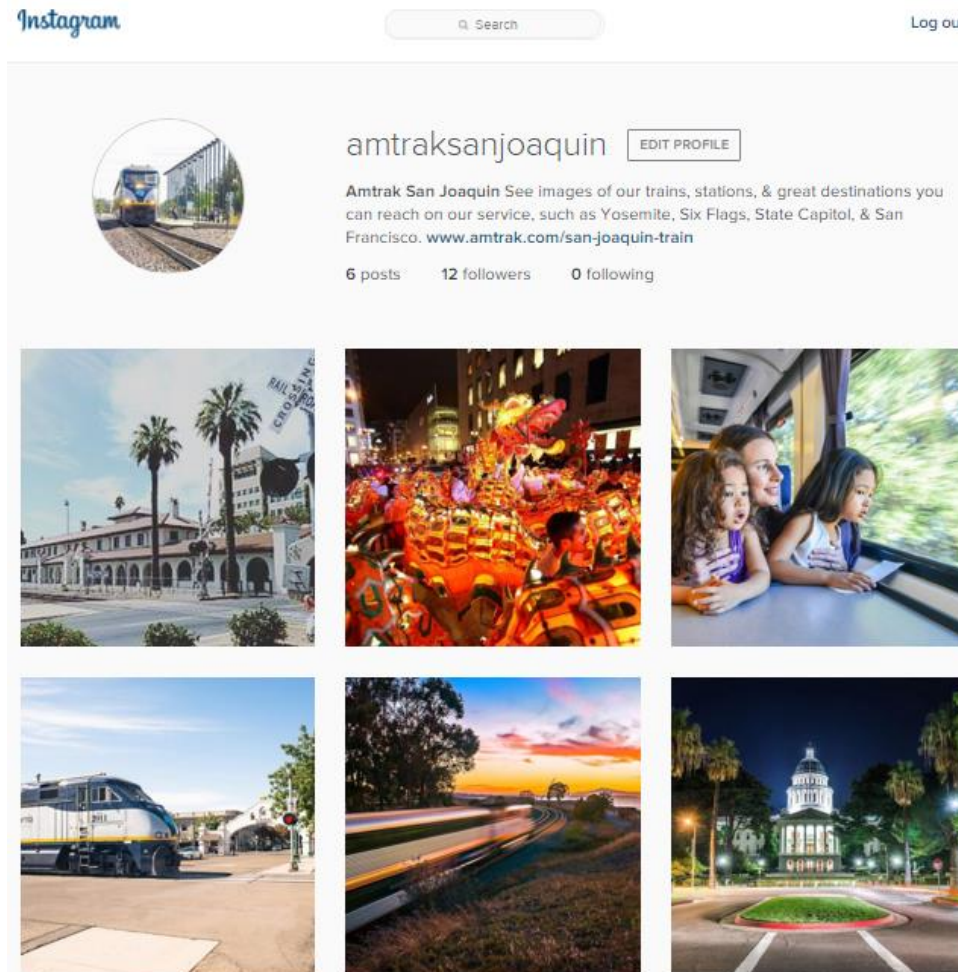 Instagram
Search
Log ou
amtraksanjoaquin EDIT PROFILE
Amtrak San Joaquin See images of our trains, stations, & great destinations you
can reach on our service, such as Yosemite, Six Flags, State Capitol, & San
Francisco. www.amtrak.com/san-joaquin-train
6 posts 12 followers 0 following
RAIL ROAD
CROSSING